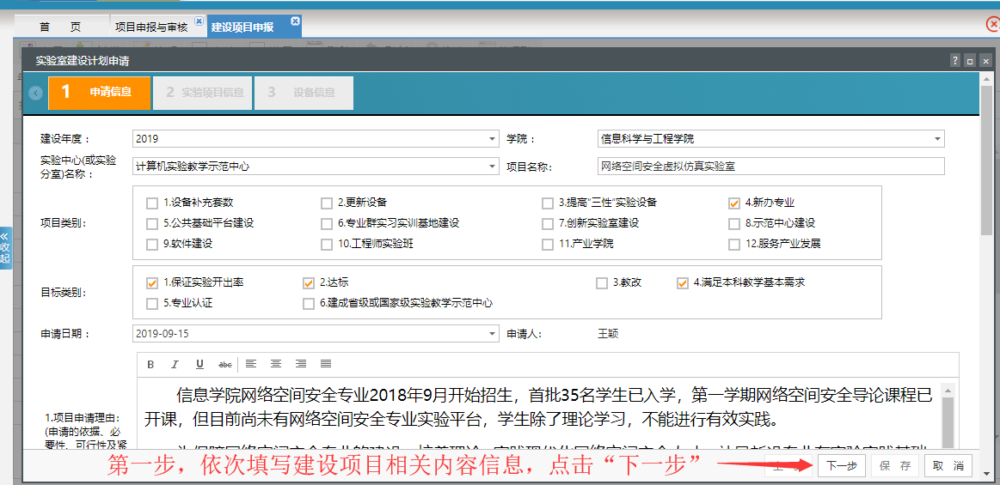 首 页 项目申报与审核 建设项目申报
实验室建设计划申请
1 申请信息 2 实验项目信息 3 设备信息
建设年度： 2019 学院： 信息科学与工程学院
实验中心(或实验
分室)名称： 计算机实验教学示范中心 项目名称: 网络空间安全虚拟仿真实验室
1.设备补充套数 2.更新设备 3.提高“三性”实验设备 4.新办专业
项目类别: 5.公共基础平台建设 6.专业群实习实训基地建设 7.创新实验室建设 8.示范中心建设
9.软件建设 10.工程师实验班 11.产业学院 12.服务产业发展
1.保证实验开出率 2.达标 3.教改 4.满足本科教学基本需求
目标类别:
5.专业认证 6.建成省级或国家级实验教学示范中心
申请日期： 2019-09-15 申请人: 王颖
B I U abc
信息学院网络空间安全专业2018年9月开始招生，首批35名学生已入学，第一学期网络空间安全导论课程已
开课，但目前尚未有网络空间安全专业实验平台，学生除了理论学习，不能进行有效实践。
1.项目申请理由:
(申请的依据、必
要性、可行性及紧
第一步，依次填写建设项目相关内容信息，点击“下一步” 下一步 保 存 取 消
收起